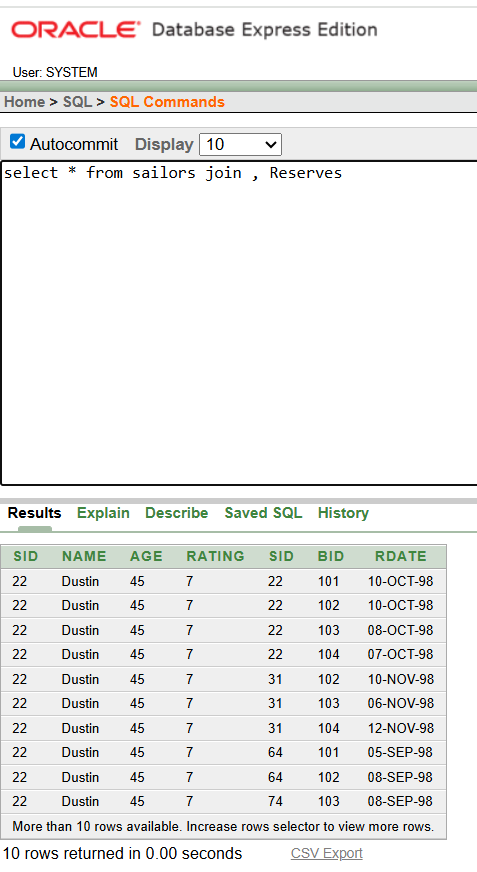 ORACLE Database Express Edition
User: SYSTEM
Home > SQL > SQL Commands
Autocommit Display 10
select * from sailors join , Reserves
Results Explain Describe Saved SQL History
SID NAME AGE RATING SID BID RDATE
22 Dustin 45 7 22 101 10-OCT-98
22 Dustin 45 7 22 102 10-OCT-98
22 Dustin 45 7 22 103 08-OCT-98
22 Dustin 45 7 22 104 07-OCT-98
22 Dustin 45 7 31 102 10-NOV-98
22 Dustin 45 7 31 103 06-NOV-98
22 Dustin 45 7 31 104 12-NOV-98
22 Dustin 45 7 64 101 05-SEP-98
22 Dustin 45 7 64 102 08-SEP-98
22 Dustin 45 7 74 103 08-SEP-98
More than 10 rows available. Increase rows selector to view more rows.
10 rows returned in 0.00 seconds CSV Export